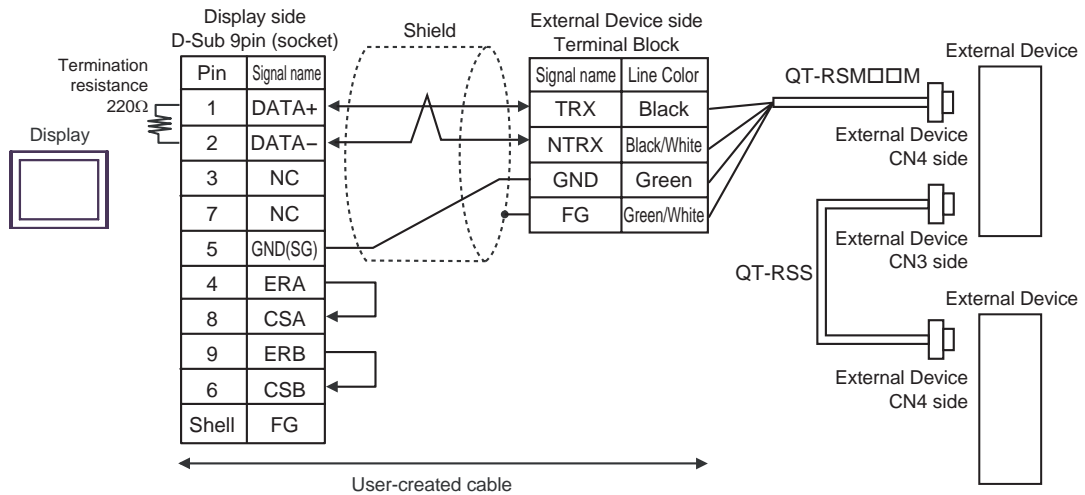 Display side
D-Sub 9pin (socket)
Shield
External Device side
Terminal Block
External Device
Termination
resistance
220Ω
Display
Pin Signal name
1 DATA+
2 DATA−
3 NC
7 NC
5 GND(SG)
4 ERA
8 CSA
9 ERB
6 CSB
Shell FG
Signal name Line Color
TRX Black
NTRX Black/White
GND Green
FG Green/White
QT-RSM□□M
External Device
CN4 side
External Device
CN3 side
QT-RSS
External Device
External Device
CN4 side
User-created cable